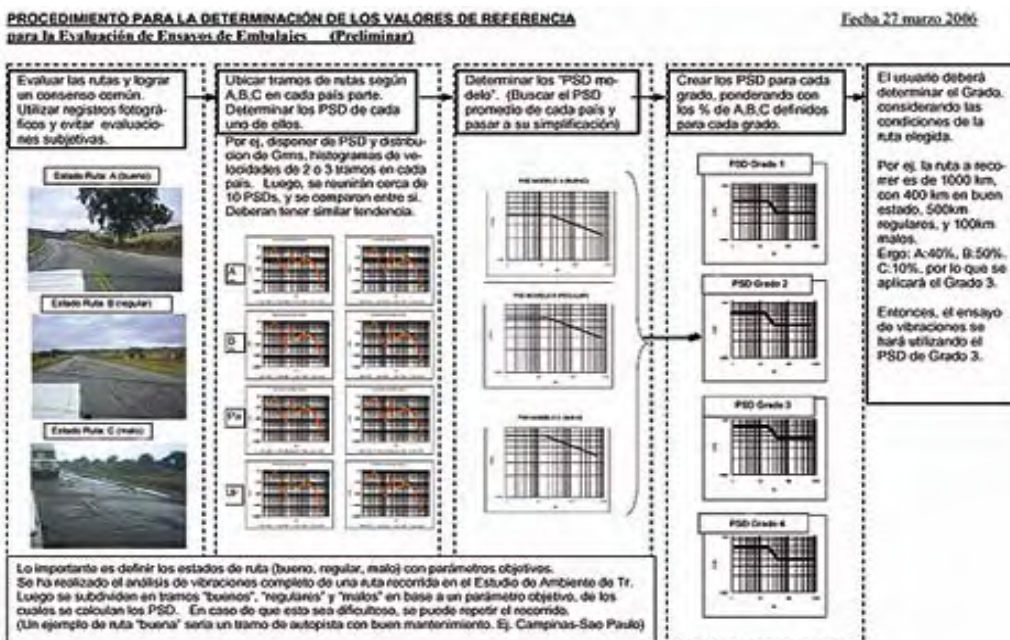 PROCEDIMIENTO PARA LA DETERMINACIÓN DE LOS VALORES DE REFERENCIA
para la Evaluación de Ensayos de Embalajes (Preliminar)
Fecha 27 marzo 2006
Evaluar las rutas y lograr
un consenso común.
Utilizar registros fotográ-
ficos y evitar evaluacio-
nes subjetivas.
Estado Ruta: A (bueno)
Estado Ruta: B (regular)
Estado Ruta: C (malo)
Ubicar tramos de rutas según
A,B,C en cada país parte.
Determinar los PSD de cada
uno de ellos.
Por ej, disponer de PSD y distribu-
cion de Grms, histogramas de ve-
locidades de 2 o 3 tramos en cada
país. Luego, se reunirán cerca de
10 PSDs, y se comparan entre si.
Deberan tener similar tendencia.
Determinar los "PSD mo-
delo". (Buscar el PSD
promedio de cada país y
pasar a su simplificación)
Crear los PSD para cada
grado, ponderando con
los % de A,B,C definidos
para cada grado.
PSD Grado 1
PSD Grado 2
PSD Grado 3
PSD Grado 4
El usuario deberá
determinar el Grado,
considerando las
condiciones de la
ruta elegida.
Por ej. la ruta a reco-
rrer es de 1000 km,
con 400 km en buen
estado, 500km
regulares, y 100km
malos.
Ergo: A:40%, B:50%,
C:10%, por lo que se
aplicará el Grado 3.
Entonces, el ensayo
de vibraciones se
hará utilizando el
PSD de Grado 3.
Lo importante es definir los estados de ruta (bueno, regular, malo) con parámetros objetivos.
Se ha realizado el análisis de vibraciones completo de una ruta recorrida en el Estudio de Ambiente de Tr.
Luego se subdividen en tramos "buenos", "regulares" y "malos" en base a un parámetro objetivo, de los
cuales se calculan los PSD. En caso de que esto sea dificultoso, se puede repetir el recorrido.
(Un ejemplo de ruta "buena" seria un tramo de autopista con buen mantenimiento. Ej. Campinas-Sao Paulo)